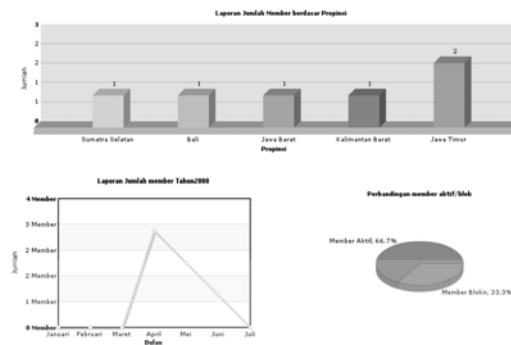 Laporan Jumlah Member berdasar Propinsi
3
2
2
1
1
0
Jumlah
1
1
1
1
2
Sumatra Selatan
Bali
Jawa Barat
Kalimantan Barat
Jawa Timur
Propinsi
Laporan Jumlah member Tahun2008
4 Member
3 Member
2 Member
2 Member
1 Member
0 Member
Jumlah
Januari
Februari
Maret
April
Mei
Juni
Juli
Bulan
Perbandingan member aktif/blok
Member Aktif, 66.7%
Member Blokir, 33.3%